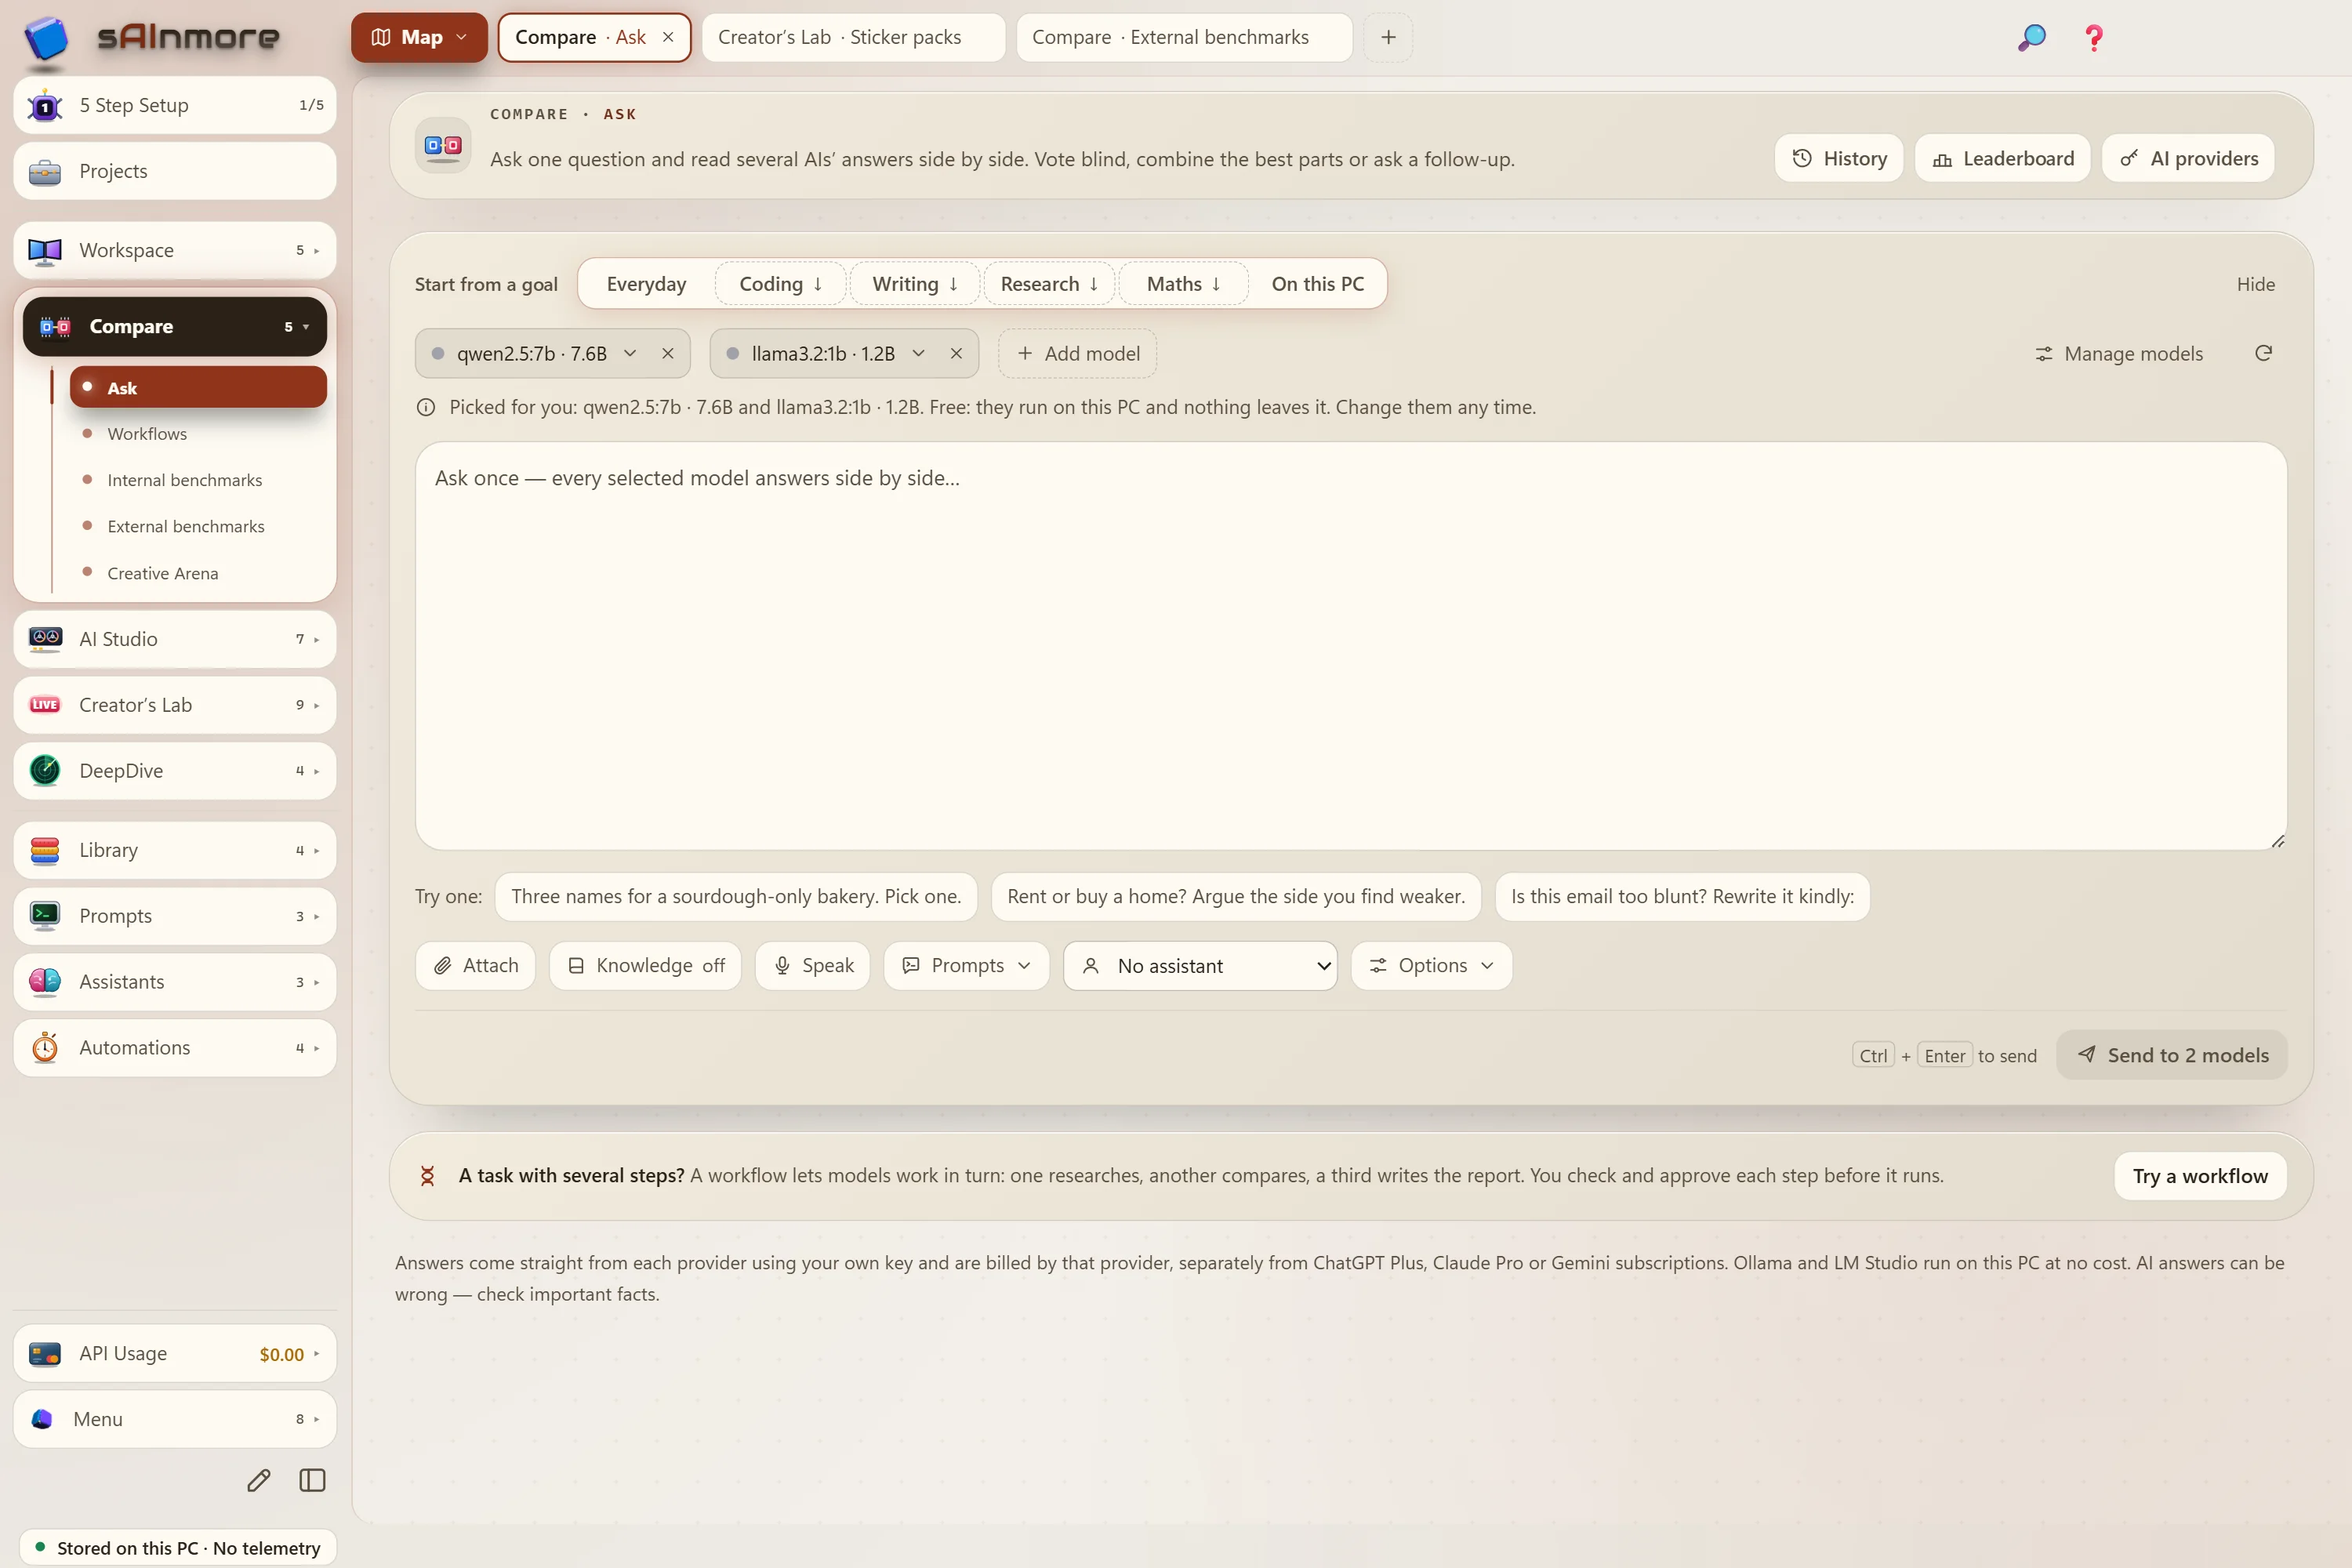 sAInmore
Map
Compare · Ask
Creator's Lab · Sticker packs
Compare · External benchmarks
5 Step Setup 1/5
Projects
Workspace 5
Compare 5
Ask
Workflows
Internal benchmarks
External benchmarks
Creative Arena
AI Studio 7
LIVE Creator's Lab 9
DeepDive 4
Library 4
Prompts 3
Assistants 3
Automations 4
API Usage $0.00
Menu 8
Stored on this PC · No telemetry
COMPARE · ASK
Ask one question and read several AIs' answers side by side. Vote blind, combine the best parts or ask a follow-up.
History
Leaderboard
AI providers
Start from a goal
Everyday
Coding ↓
Writing ↓
Research ↓
Maths ↓
On this PC
Hide
qwen2.5:7b · 7.6B
llama3.2:1b · 1.2B
+ Add model
Manage models
Picked for you: qwen2.5:7b · 7.6B and llama3.2:1b · 1.2B. Free: they run on this PC and nothing leaves it. Change them any time.
Ask once — every selected model answers side by side...
Try one:
Three names for a sourdough-only bakery. Pick one.
Rent or buy a home? Argue the side you find weaker.
Is this email too blunt? Rewrite it kindly:
Attach
Knowledge off
Speak
Prompts
No assistant
Options
Ctrl + Enter to send
Send to 2 models
A task with several steps? A workflow lets models work in turn: one researches, another compares, a third writes the report. You check and approve each step before it runs.
Try a workflow
Answers come straight from each provider using your own key and are billed by that provider, separately from ChatGPT Plus, Claude Pro or Gemini subscriptions. Ollama and LM Studio run on this PC at no cost. AI answers can be
wrong — check important facts.